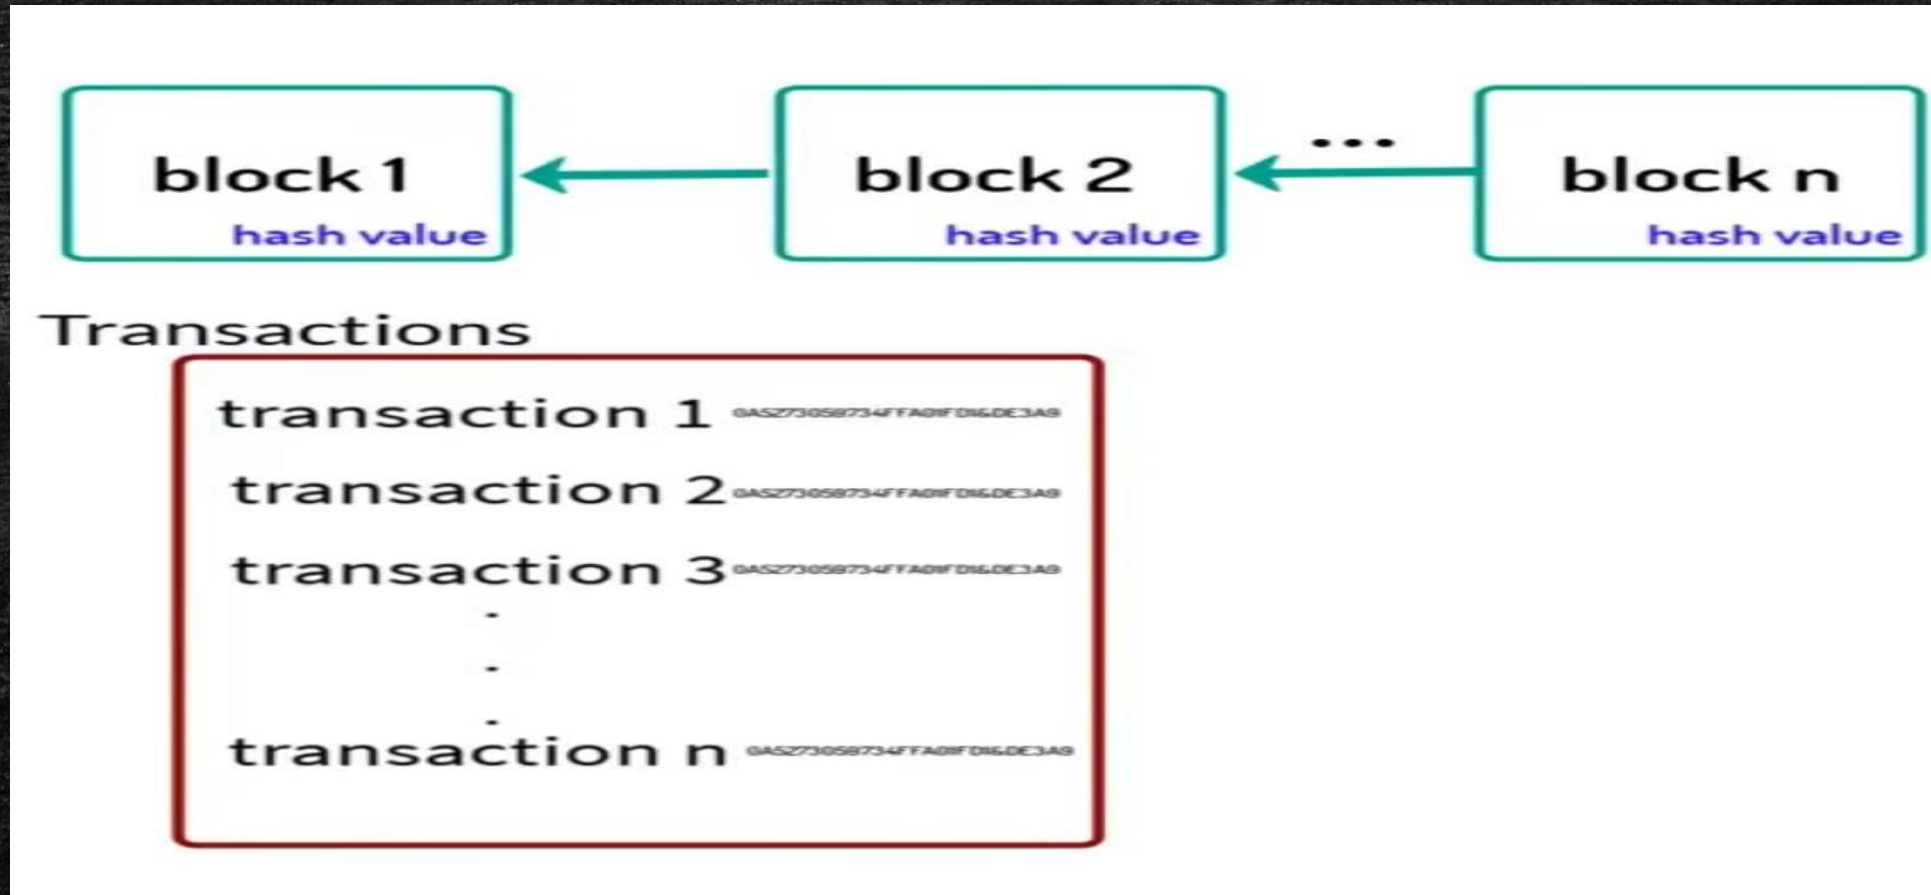 block 1
hash value
block 2
hash value
...
block n
hash value
Transactions
transaction 1
transaction 2
transaction 3
.
.
.
transaction n